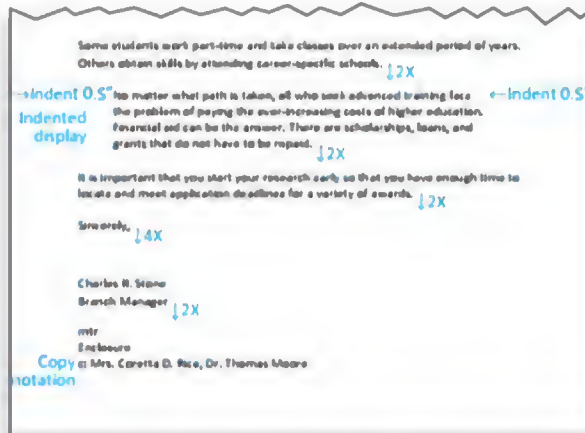 Some students work part-time and take classes over an extended period of years.
Others obtain skills by attending career-specific schools. ↓2X
→Indent 0.5" No matter what path is taken, all who seek advanced training face ←Indent 0.5"
Indented the problem of paying the ever-increasing costs of higher education.
display Financial aid can be the answer. There are scholarships, loans, and
grants that do not have to be repaid. ↓2X
It is important that you start your research early so that you have enough time to
locate and meet application deadlines for a variety of awards. ↓2X
Sincerely, ↓4X
Charles R. Stone
Branch Manager ↓2X
mtr
Enclosure
Copy c: Mrs. Coretta D. Rice, Dr. Thomas Moore
notation